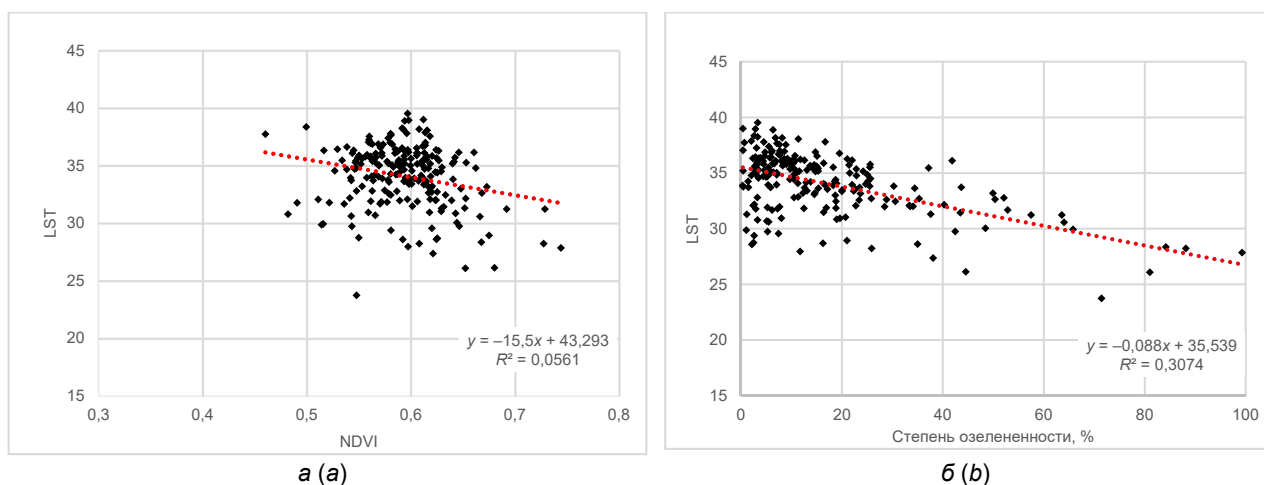 45
40
35
30
25
20
15
LST
0,3
0,4
0,5
0,6
0,7
0,8
NDVI
y = –15,5x + 43,293
R² = 0,0561
а (a)
45
40
35
30
25
20
15
LST
0
20
40
60
80
100
Степень озелененности, %
y = –0,088x + 35,539
R² = 0,3074
б (b)